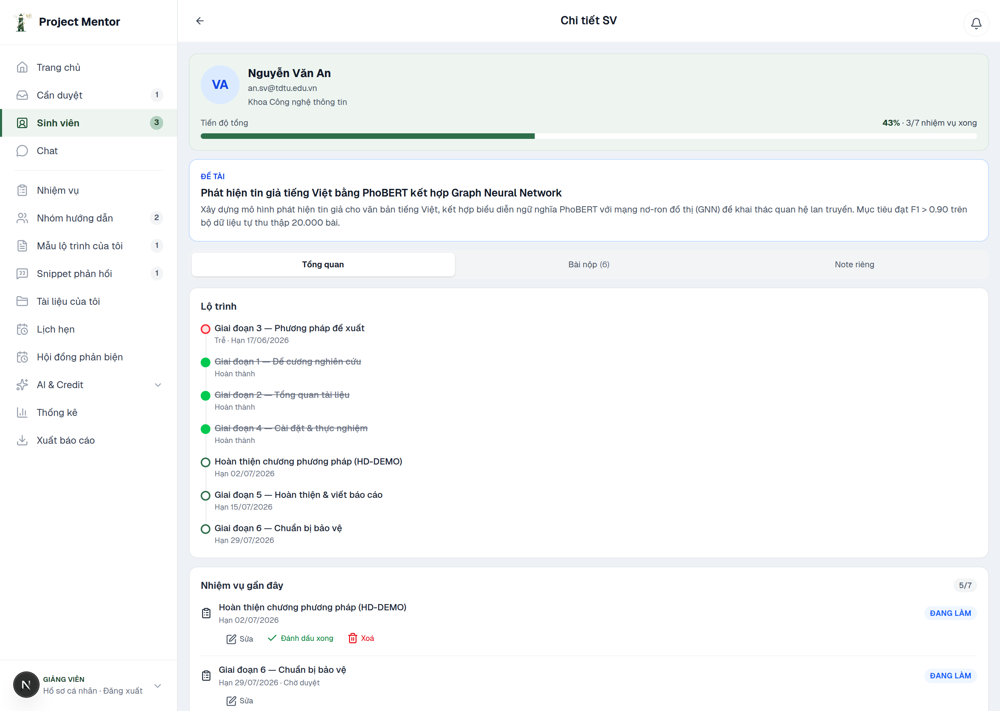 Project Mentor
Chi tiết SV
Trang chủ
Cần duyệt 1
Sinh viên 3
Chat
Nhiệm vụ
Nhóm hướng dẫn 2
Mẫu lộ trình của tôi 1
Snippet phản hồi 1
Tài liệu của tôi
Lịch hẹn
Hội đồng phản biện
AI & Credit
Thống kê
Xuất báo cáo
N
GIẢNG VIÊN
Hồ sơ cá nhân · Đăng xuất
VA
Nguyễn Văn An
an.sv@tdtu.edu.vn
Khoa Công nghệ thông tin
Tiến độ tổng
43% · 3/7 nhiệm vụ xong
ĐỀ TÀI
Phát hiện tin giả tiếng Việt bằng PhoBERT kết hợp Graph Neural Network
Xây dựng mô hình phát hiện tin giả cho văn bản tiếng Việt, kết hợp biểu diễn ngữ nghĩa PhoBERT với mạng nơ-ron đồ thị (GNN) để khai thác quan hệ lan truyền. Mục tiêu đạt F1 > 0.90 trên
bộ dữ liệu tự thu thập 20.000 bài.
Tổng quan
Bài nộp (6)
Note riêng
Lộ trình
Giai đoạn 3 — Phương pháp đề xuất
Trễ · Hạn 17/06/2026
Giai đoạn 1 — Đề cương nghiên cứu
Hoàn thành
Giai đoạn 2 — Tổng quan tài liệu
Hoàn thành
Giai đoạn 4 — Cài đặt & thực nghiệm
Hoàn thành
Hoàn thiện chương phương pháp (HD-DEMO)
Hạn 02/07/2026
Giai đoạn 5 — Hoàn thiện & viết báo cáo
Hạn 15/07/2026
Giai đoạn 6 — Chuẩn bị bảo vệ
Hạn 29/07/2026
Nhiệm vụ gần đây
5/7
Hoàn thiện chương phương pháp (HD-DEMO)
Hạn 02/07/2026
ĐANG LÀM
Sửa
Đánh dấu xong
Xoá
Giai đoạn 6 — Chuẩn bị bảo vệ
Hạn 29/07/2026 · Chờ duyệt
ĐANG LÀM
Sửa